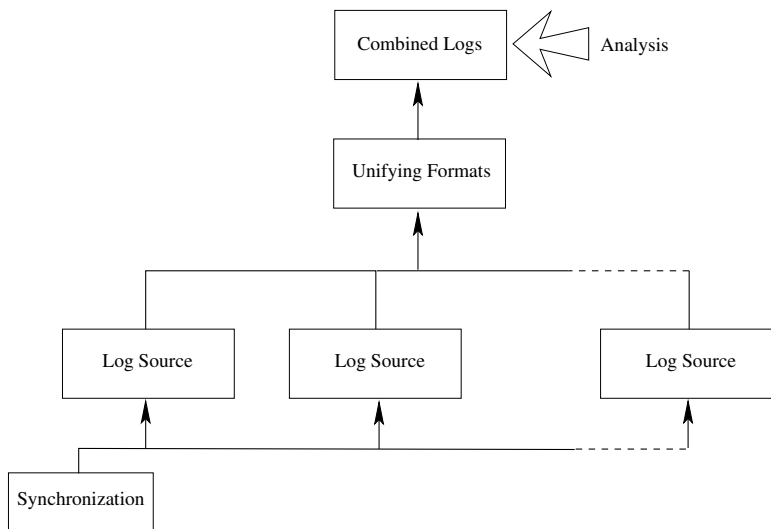 Combined Logs
Analysis
Unifying Formats
Log Source
Log Source
Log Source
Synchronization